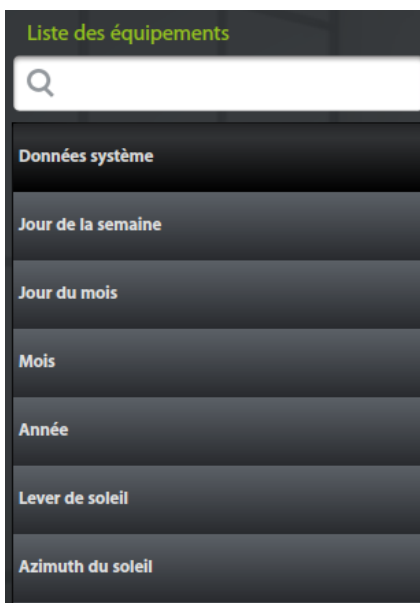 Liste des équipements
Données système
Jour de la semaine
Jour du mois
Mois
Année
Lever de soleil
Azimuth du soleil